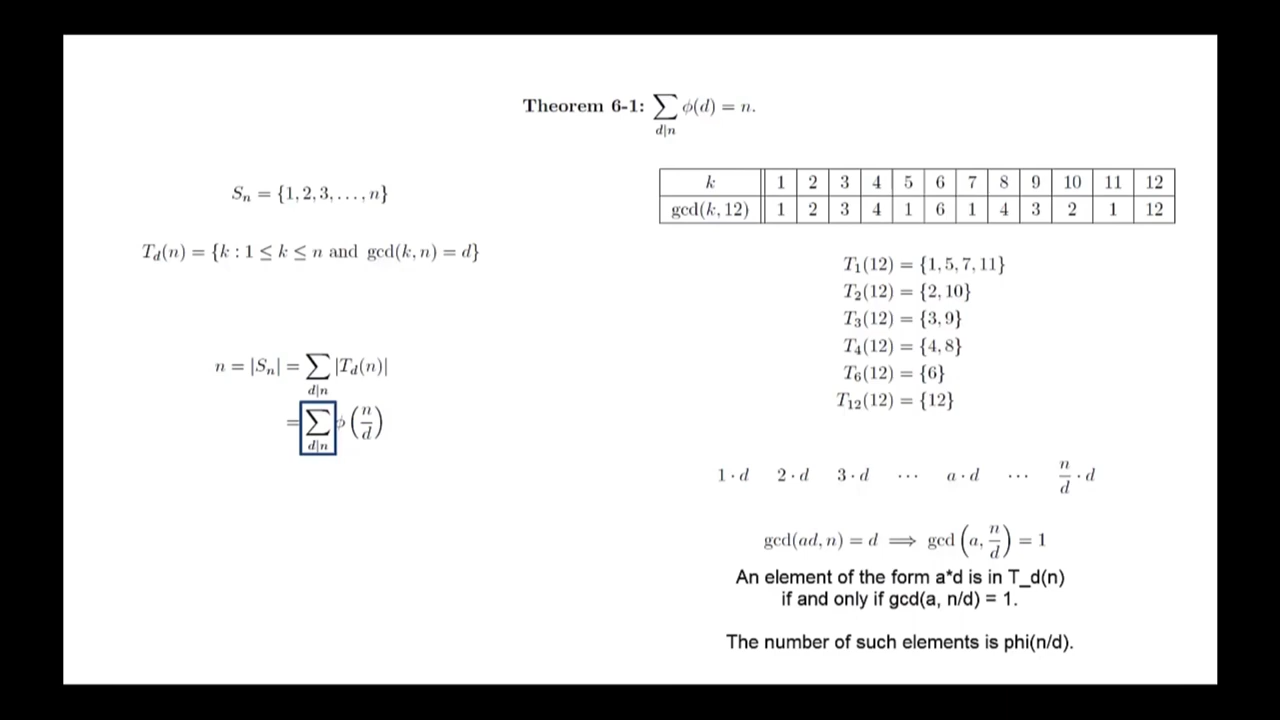 Theorem 6-1: ∑_{d|n} ϕ(d) = n.
S_n = {1, 2, 3, . . . , n}
T_d(n) = {k : 1 ≤ k ≤ n and gcd(k, n) = d}
n = |S_n| = ∑_{d|n} |T_d(n)|
= ∑_{d|n} ϕ(n/d)
k 1 2 3 4 5 6 7 8 9 10 11 12
gcd(k, 12) 1 2 3 4 1 6 1 4 3 2 1 12
T_1(12) = {1, 5, 7, 11}
T_2(12) = {2, 10}
T_3(12) = {3, 9}
T_4(12) = {4, 8}
T_6(12) = {6}
T_12(12) = {12}
1 · d 2 · d 3 · d ⋯ a · d ⋯ n/d · d
gcd(ad, n) = d ⟹ gcd(a, n/d) = 1
An element of the form a*d is in T_d(n)
if and only if gcd(a, n/d) = 1.
The number of such elements is phi(n/d).